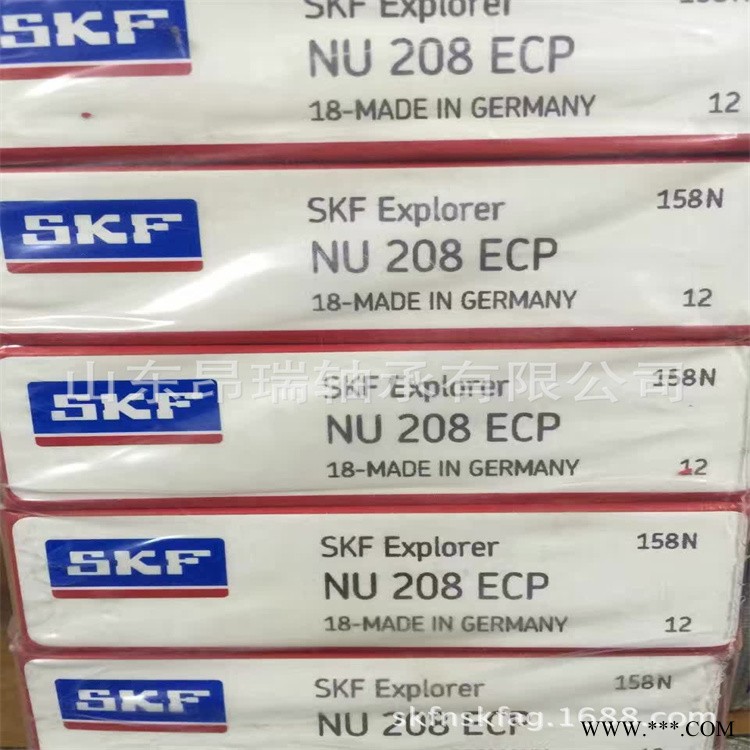 SKF
SKF Explorer
158N
NU 208 ECP
18-MADE IN GERMANY
12
SKF
SKF Explorer
158N
NU 208 ECP
18-MADE IN GERMANY
12
山东昂瑞轴承有限公司
SKF
SKF Explorer
158N
NU 208 ECP
18-MADE IN GERMANY
12
SKF
SKF Explorer
158N
NU 208 ECP
18-MADE IN GERMANY
12
SKF
SKF Explorer
158N
NU 208 ECP
skfnskfag.1688.com
www.***.COM